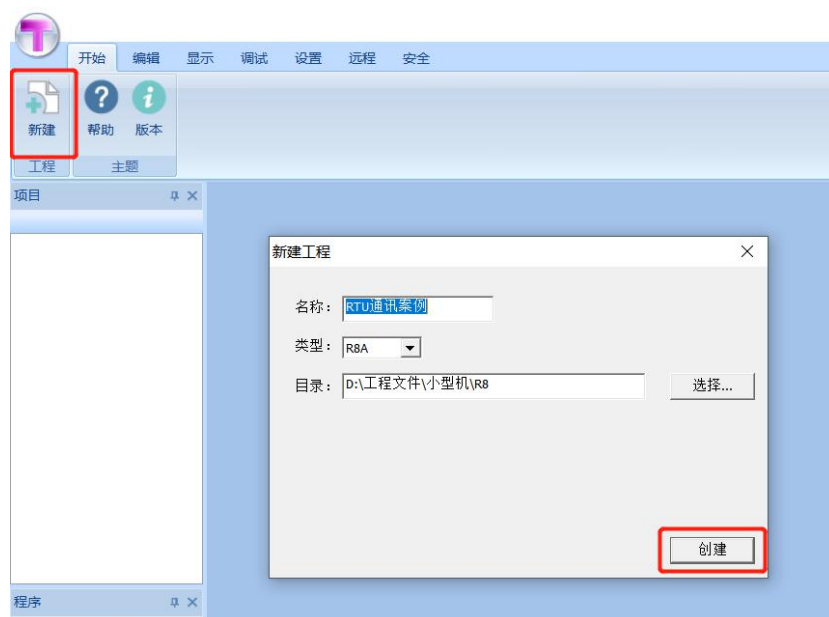 T
开始 编辑 显示 调试 设置 远程 安全
新建 帮助 版本
工程 主题
项目
新建工程
名称: RTU通讯案例
类型: R8A
目录: D:\工程文件\小型机\R8 选择...
创建
程序